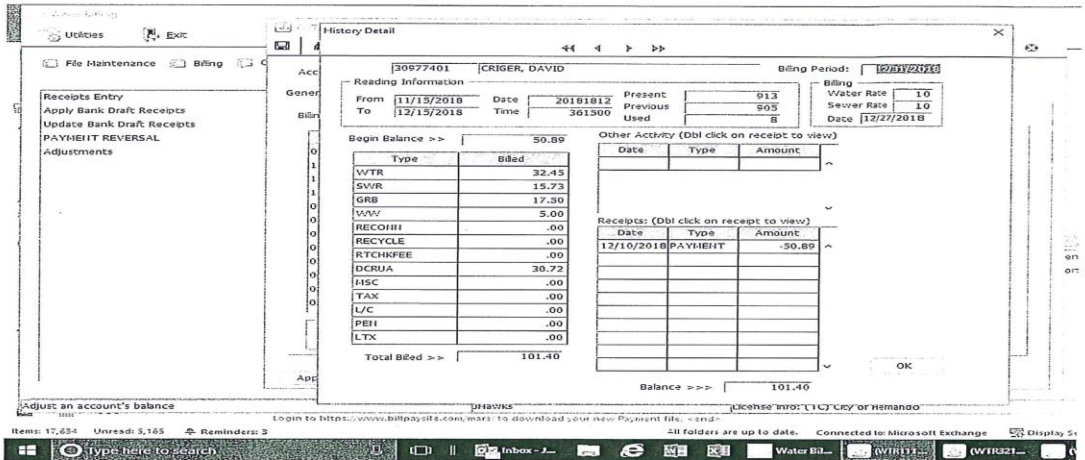 Utilities Exit
File Maintenance Billing
Receipts Entry
Apply Bank Draft Receipts
Update Bank Draft Receipts
PAYMENT REVERSAL
Adjustments
History Detail
30977401 CRIGER, DAVID Billing Period: 12/31/2018
Reading Information
From 11/15/2018 Date 20181812 Present 913
To 12/15/2018 Time 361500 Previous 905
Used 8
Billing
Water Rate 10
Sewer Rate 10
Date 12/27/2018
Begin Balance >> 50.89
Type Billed
WTR 32.45
SWR 15.73
GRB 17.50
WW 5.00
RECONN .00
RECYCLE .00
RTCHKFEE .00
DCRUA 30.72
MSC .00
TAX .00
L/C .00
PEN .00
LTX .00
Total Billed >> 101.40
Other Activity (Dbl click on receipt to view)
Date Type Amount
Receipts: (Dbl click on receipt to view)
Date Type Amount
12/10/2018 PAYMENT -50.89
Balance >>> 101.40
OK
Adjust an account's balance JHawks License Info: (TC) City of Hernando
Login to https://www.billpaysite.com/mars/ to download your new Payment file. <end>
Items: 17,634 Unread: 5,165 Reminders: 3 All folders are up to date. Connected to: Microsoft Exchange Display
Type here to search Inbox - J... Water Bil... (WTR111... (WTR321...